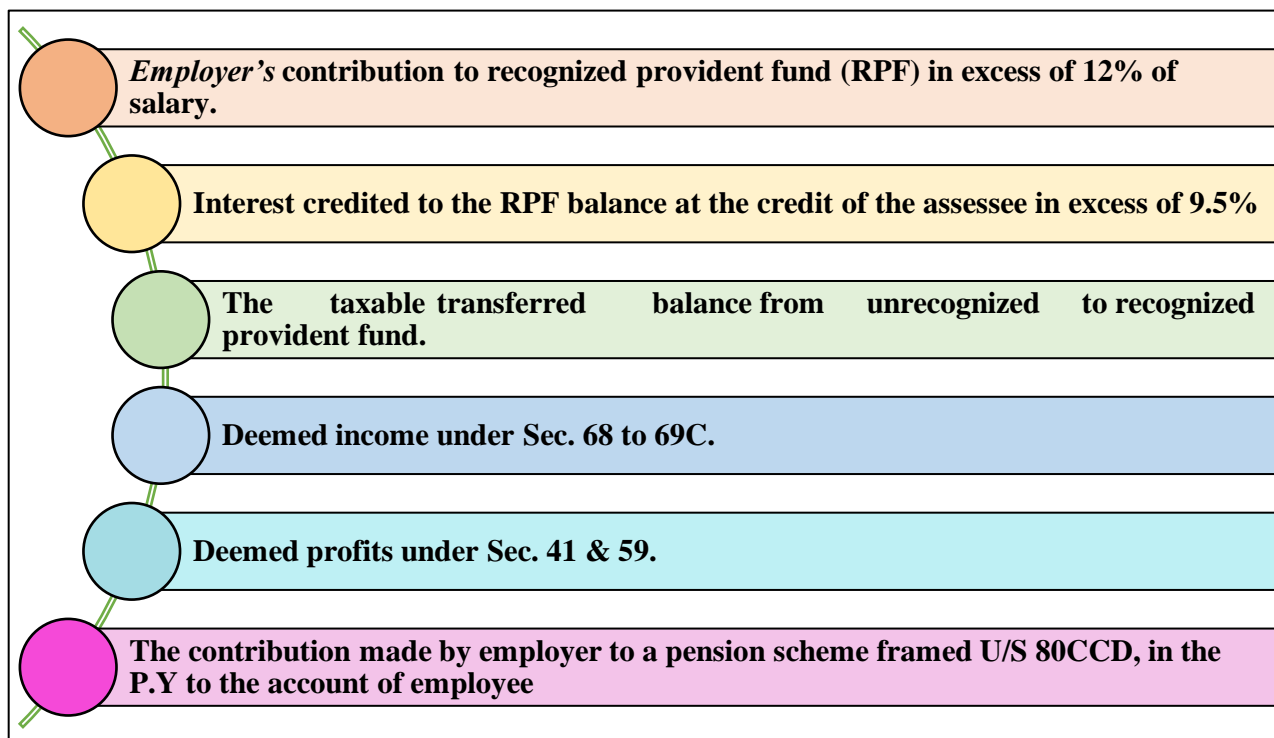 Employer's contribution to recognized provident fund (RPF) in excess of 12% of
salary.
Interest credited to the RPF balance at the credit of the assessee in excess of 9.5%
The taxable transferred balance from unrecognized to recognized
provident fund.
Deemed income under Sec. 68 to 69C.
Deemed profits under Sec. 41 & 59.
The contribution made by employer to a pension scheme framed U/S 80CCD, in the
P.Y to the account of employee